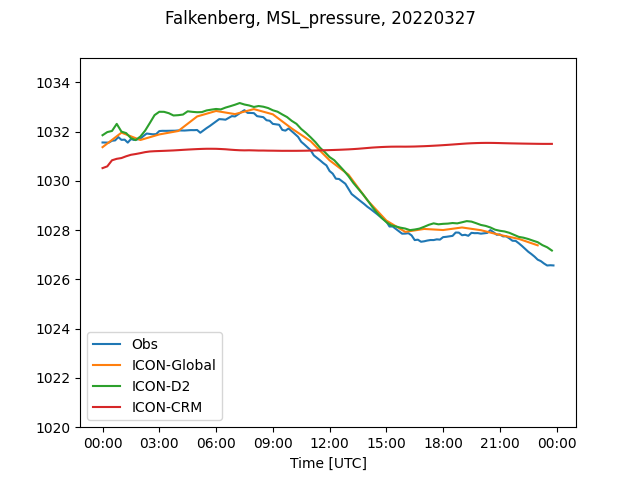 Falkenberg, MSL_pressure, 20220327
1034
1032
1030
1028
1026
1024
1022
1020
Obs
ICON-Global
ICON-D2
ICON-CRM
00:00 03:00 06:00 09:00 12:00 15:00 18:00 21:00 00:00
Time [UTC]